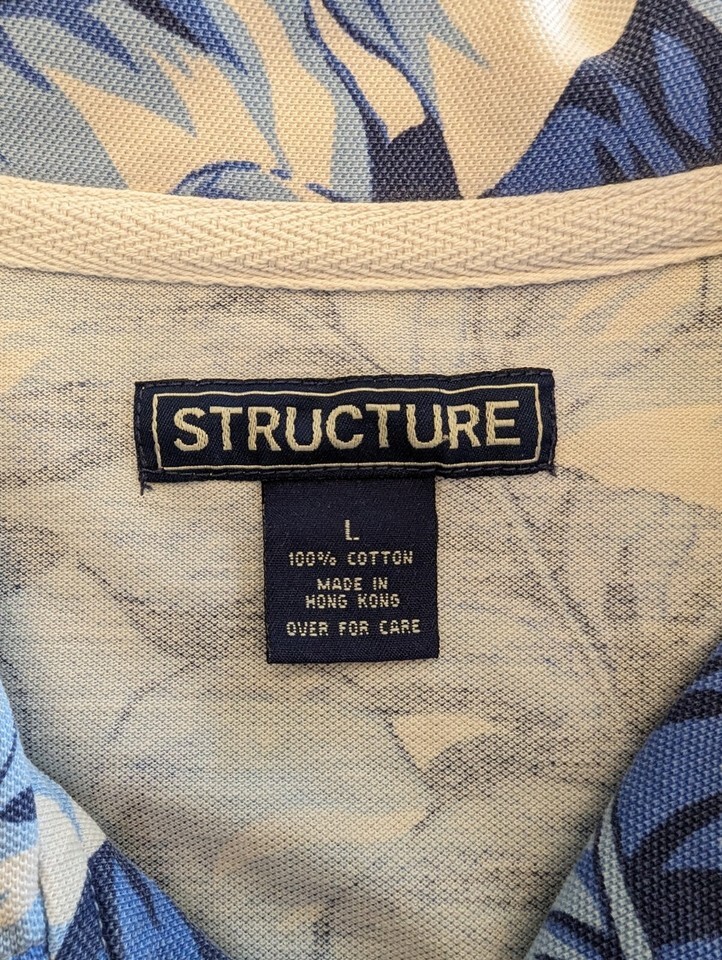 STRUCTURE
L
100% COTTON
MADE IN
HONG KONG
OVER FOR CARE